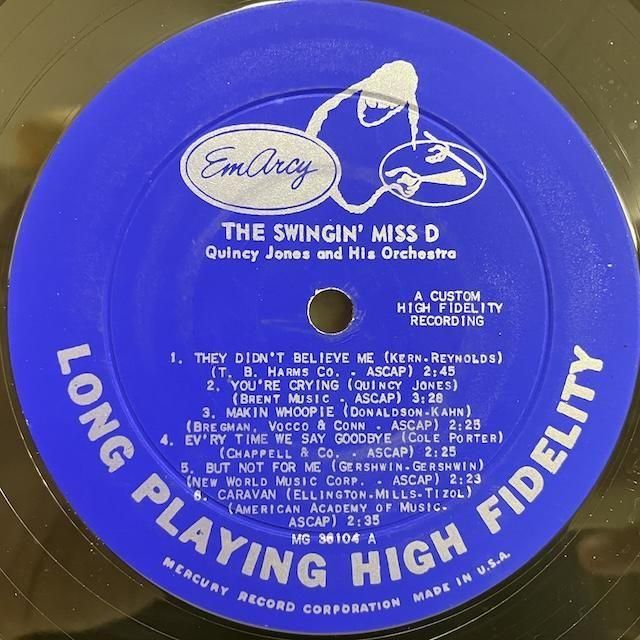 EmArcy
THE SWINGIN' MISS D
Quincy Jones and His Orchestra
A CUSTOM
HIGH FIDELITY
RECORDING
1. THEY DIDN'T BELIEVE ME (KERN-REYNOLDS)
(T. B. HARMS CO. - ASCAP) 2:45
2. YOU'RE CRYING (QUINCY JONES)
(BRENT MUSIC - ASCAP) 3:28
3. MAKIN WHOOPIE (DONALDSON-KAHN)
(BREGMAN, VOCCO & CONN - ASCAP) 2:25
4. EV'RY TIME WE SAY GOODBYE (COLE PORTER)
(CHAPPELL & CO. - ASCAP) 2:25
5. BUT NOT FOR ME (GERSHWIN-GERSHWIN)
(NEW WORLD MUSIC CORP. - ASCAP) 2:23
6. CARAVAN (ELLINGTON-MILLS-TIZOL)
(AMERICAN ACADEMY OF MUSIC-
ASCAP) 2:35
MG 36104 A
LONG PLAYING HIGH FIDELITY
MERCURY RECORD CORPORATION MADE IN U.S.A.